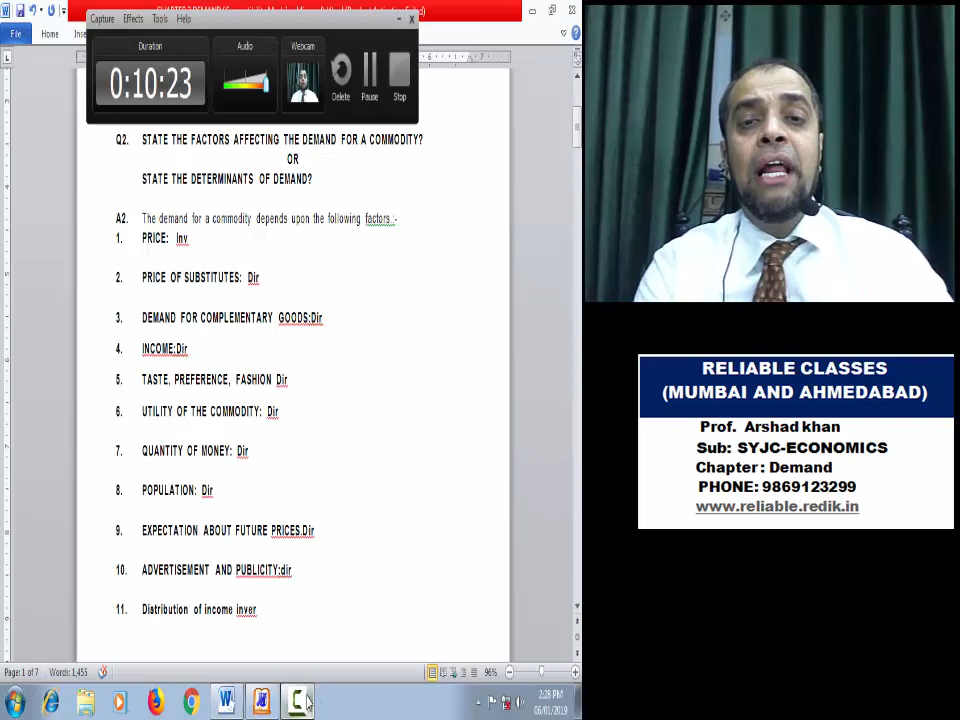 Capture Effects Tools Help
File Home
Duration Audio Webcam
0:10:23
Delete Pause Stop
6 7
Q2. STATE THE FACTORS AFFECTING THE DEMAND FOR A COMMODITY?
OR
STATE THE DETERMINANTS OF DEMAND?
A2. The demand for a commodity depends upon the following factors.:-
1. PRICE: Inv
2. PRICE OF SUBSTITUTES: Dir
3. DEMAND FOR COMPLEMENTARY GOODS:Dir
4. INCOME:Dir
5. TASTE, PREFERENCE, FASHION Dir
6. UTILITY OF THE COMMODITY: Dir
7. QUANTITY OF MONEY: Dir
8. POPULATION: Dir
9. EXPECTATION ABOUT FUTURE PRICES.Dir
10. ADVERTISEMENT AND PUBLICITY:dir
11. Distribution of income inver
Page: 1 of 7 Words: 1,455 96%
2:28 PM
06/01/2019
RELIABLE CLASSES
(MUMBAI AND AHMEDABAD)
Prof. Arshad khan
Sub: SYJC-ECONOMICS
Chapter : Demand
PHONE: 9869123299
www.reliable.redik.in